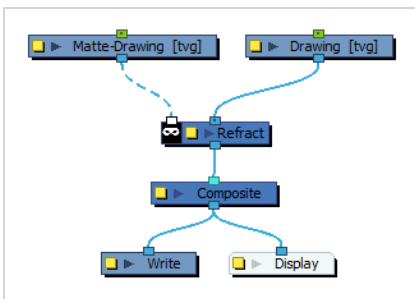 Matte-Drawing [tvg]
Drawing [tvg]
Refract
Composite
Write
Display